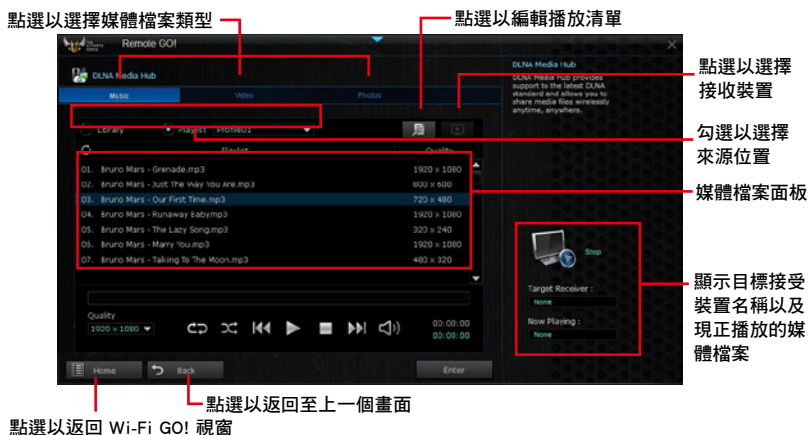 點選以選擇媒體檔案類型
點選以編輯播放清單
Remote GO!
DLNA Media Hub
DLNA Media Hub
DLNA Media Hub provides
support to the latest DLNA
standard and allows you to
share media files wirelessly
anytime, anywhere.
點選以選擇
接收裝置
Music
Video
Photos
Library
Playlist
Profile01
勾選以選擇
來源位置
Playlist
Quality
01. Bruno Mars - Grenade.mp3
1920 x 1080
02. Bruno Mars - Just The Way You Are.mp3
800 x 600
03. Bruno Mars - Our First Time.mp3
720 x 480
04. Bruno Mars - Runaway Baby.mp3
1920 x 1080
05. Bruno Mars - The Lazy Song.mp3
320 x 240
06. Bruno Mars - Marry You.mp3
1920 x 1080
07. Bruno Mars - Talking To The Moon.mp3
480 x 320
媒體檔案面板
Stop
Target Receiver :
None
Now Playing :
None
顯示目標接受
裝置名稱以及
現正播放的媒
體檔案
Quality
1920 x 1080
00:00:00
00:00:00
Home
Back
Enter
點選以返回至上一個畫面
點選以返回 Wi-Fi GO! 視窗